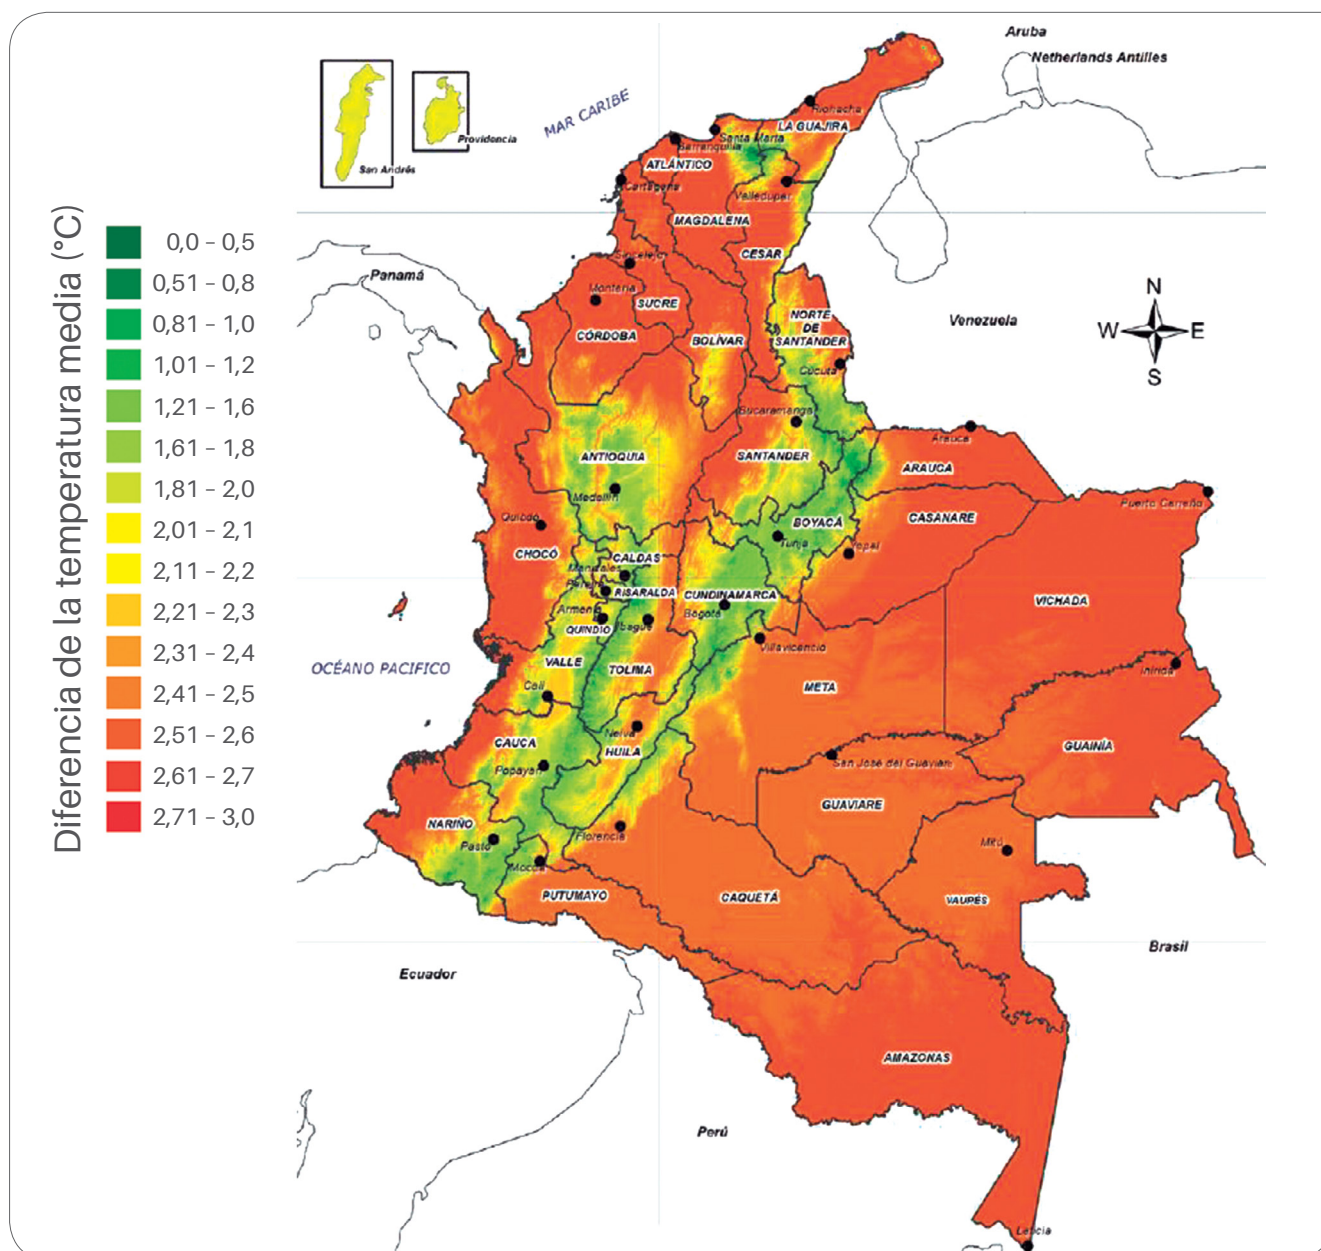 Aruba
Netherlands Antilles
MAR CARIBE
San Andrés
Providencia
Riohacha
LA GUAJIRA
Santa Marta
Barranquilla
ATLÁNTICO
Cartagena
Valledupar
MAGDALENA
CESAR
Diferencia de la temperatura media (°C)
0,0 – 0,5
0,51 – 0,8
0,81 – 1,0
1,01 – 1,2
1,21 – 1,6
1,61 – 1,8
1,81 – 2,0
2,01 – 2,1
2,11 – 2,2
2,21 – 2,3
2,31 – 2,4
2,41 – 2,5
2,51 – 2,6
2,61 – 2,7
2,71 – 3,0
Panamá
Sincelejo
Montería
SUCRE
CÓRDOBA
BOLÍVAR
NORTE
DE
SANTANDER
Cúcuta
Venezuela
N
W
E
S
Bucaramanga
Arauca
ANTIOQUIA
SANTANDER
ARAUCA
Medellín
Puerto Carreño
Quibdó
BOYACÁ
CASANARE
Tunja
Yopal
CHOCÓ
CALDAS
Manizales
Pereira
RISARALDA
CUNDINAMARCA
VICHADA
Armenia
Bogotá
QUINDIO
Ibagué
Villavicencio
OCÉANO PACIFICO
VALLE
TOLIMA
Inírida
Cali
META
Neiva
CAUCA
HUILA
GUAINÍA
Popayán
San José del Guaviare
GUAVIARE
NARIÑO
Florencia
Pasto
Mitú
Mocoa
PUTUMAYO
CAQUETÁ
VAUPÉS
Ecuador
Brasil
AMAZONAS
Perú
Leticia